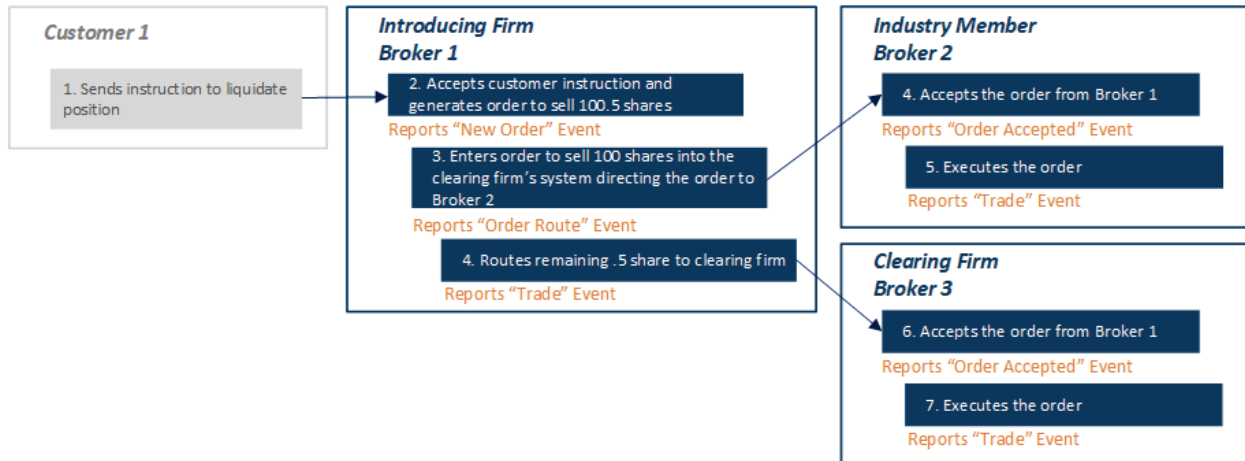 Customer 1
1. Sends instruction to liquidate
position
Introducing Firm
Broker 1
2. Accepts customer instruction and
generates order to sell 100.5 shares
Reports “New Order” Event
3. Enters order to sell 100 shares into the
clearing firm’s system directing the order to
Broker 2
Reports “Order Route” Event
4. Routes remaining .5 share to clearing firm
Reports “Trade” Event
Industry Member
Broker 2
4. Accepts the order from Broker 1
Reports “Order Accepted” Event
5. Executes the order
Reports “Trade” Event
Clearing Firm
Broker 3
6. Accepts the order from Broker 1
Reports “Order Accepted” Event
7. Executes the order
Reports “Trade” Event